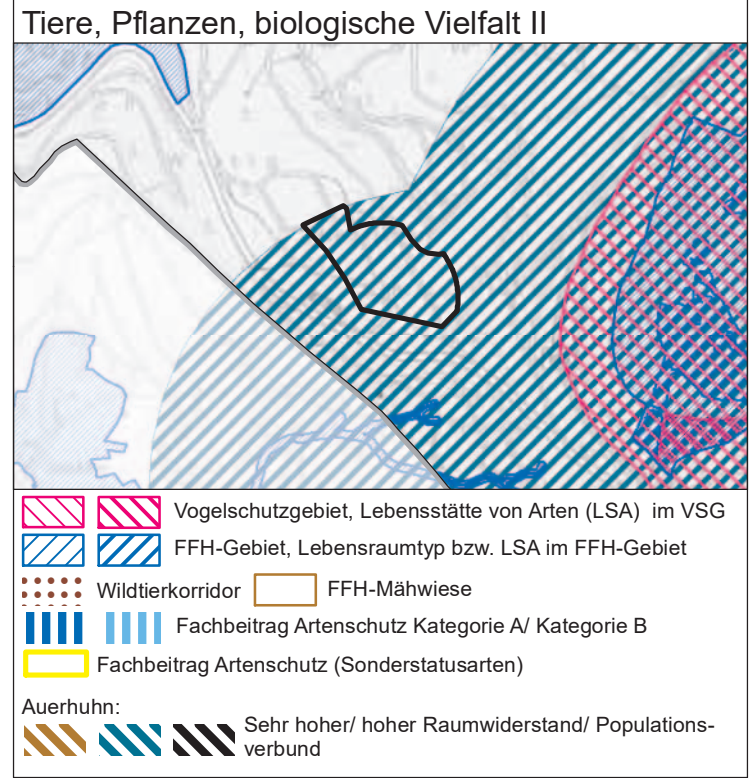 Tiere, Pflanzen, biologische Vielfalt II
Vogelschutzgebiet, Lebensstätte von Arten (LSA) im VSG
FFH-Gebiet, Lebensraumtyp bzw. LSA im FFH-Gebiet
Wildtierkorridor FFH-Mähwiese
Fachbeitrag Artenschutz Kategorie A/ Kategorie B
Fachbeitrag Artenschutz (Sonderstatusarten)
Auerhuhn:
Sehr hoher/ hoher Raumwiderstand/ Populations-
verbund